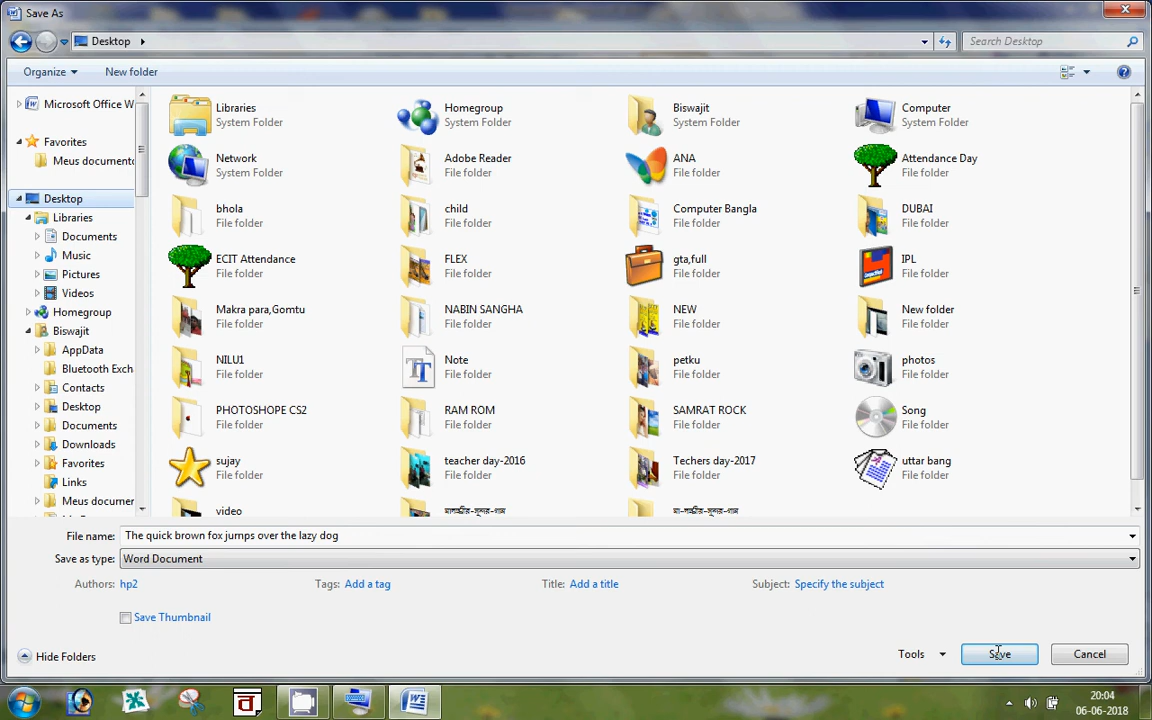 Save As
Desktop
Search Desktop
Organize
New folder
Microsoft Office W
Favorites
Meus documento
Desktop
Libraries
Documents
Music
Pictures
Videos
Homegroup
Biswajit
AppData
Bluetooth Exch
Contacts
Desktop
Documents
Downloads
Favorites
Links
Meus documen
Libraries
System Folder
Homegroup
System Folder
Biswajit
System Folder
Computer
System Folder
Network
System Folder
Adobe Reader
File folder
ANA
File folder
Attendance Day
File folder
bhola
File folder
child
File folder
Computer Bangla
File folder
DUBAI
File folder
ECIT Attendance
File folder
FLEX
File folder
gta,full
File folder
IPL
File folder
Makra para,Gomtu
File folder
NABIN SANGHA
File folder
NEW
File folder
New folder
File folder
NILU1
File folder
Note
File folder
petku
File folder
photos
File folder
PHOTOSHOPE CS2
File folder
RAM ROM
File folder
SAMRAT ROCK
File folder
Song
File folder
sujay
File folder
teacher day-2016
File folder
Techers day-2017
File folder
uttar bang
File folder
video
File name: The quick brown fox jumps over the lazy dog
Save as type: Word Document
Authors: hp2
Tags: Add a tag
Title: Add a title
Subject: Specify the subject
Save Thumbnail
Hide Folders
Tools
Save
Cancel
20:04
06-06-2018